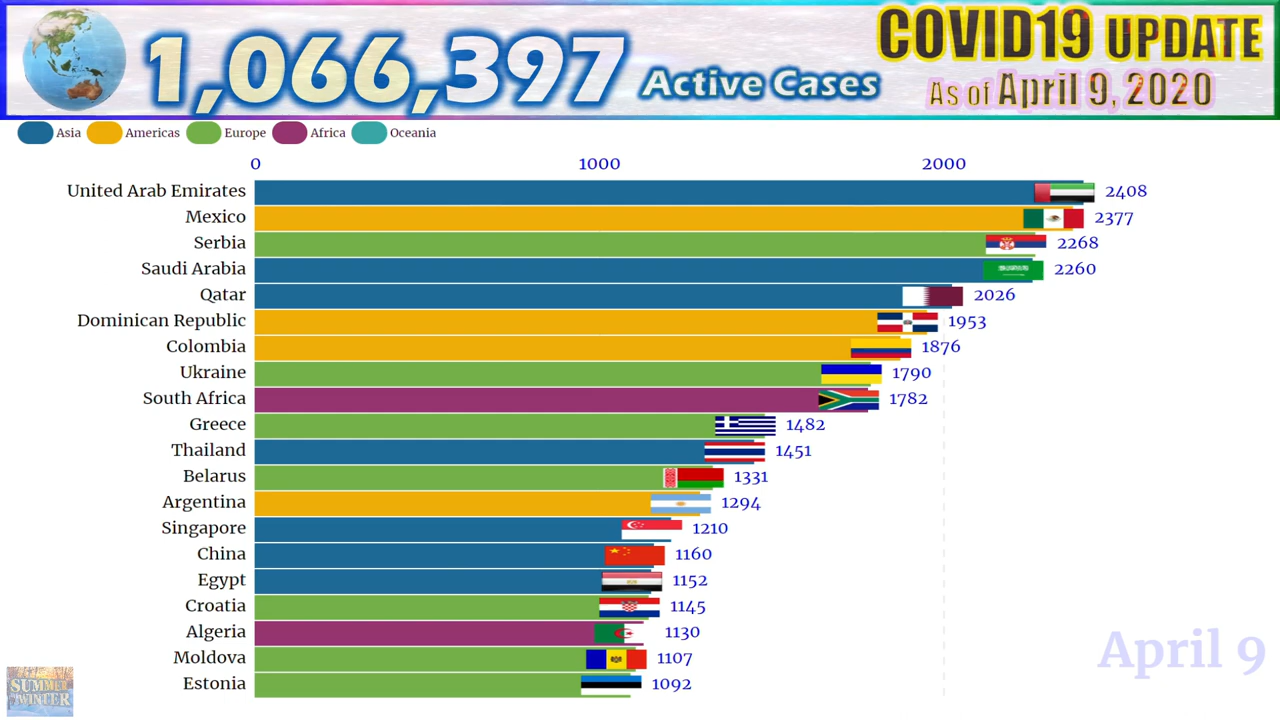 1,066,397 Active Cases
COVID19 UPDATE
As of April 9, 2020
Asia Americas Europe Africa Oceania
0 1000 2000
United Arab Emirates 2408
Mexico 2377
Serbia 2268
Saudi Arabia 2260
Qatar 2026
Dominican Republic 1953
Colombia 1876
Ukraine 1790
South Africa 1782
Greece 1482
Thailand 1451
Belarus 1331
Argentina 1294
Singapore 1210
China 1160
Egypt 1152
Croatia 1145
Algeria 1130
Moldova 1107
Estonia 1092
April 9
SUMMER
WINTER